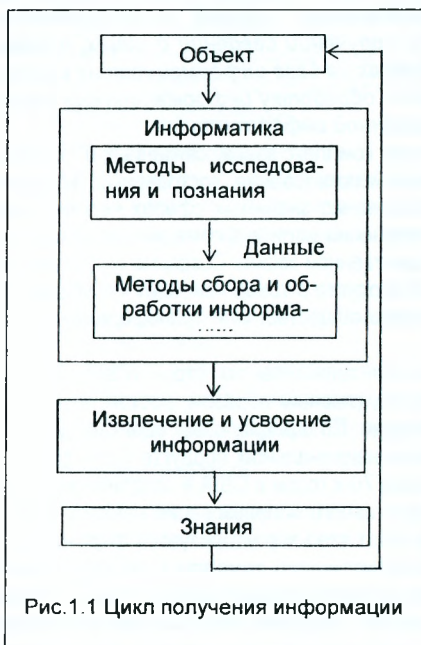 Объект
Информатика
Методы исследова-
ния и познания
Данные
Методы сбора и об-
работки информа-
Извлечение и усвоение
информации
Знания
Рис.1.1 Цикл получения информации